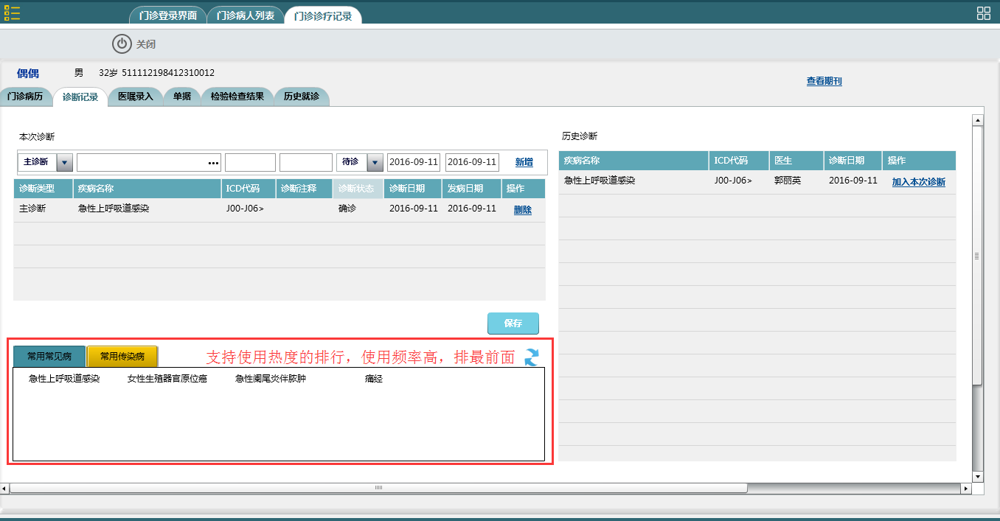 门诊登录界面 门诊病人列表 门诊诊疗记录
关闭
偶偶 男 32岁 511112198412310012
查看期刊
门诊病历 诊断记录 医嘱录入 单据 检验检查结果 历史就诊
本次诊断
主诊断 ••• 待诊 2016-09-11 2016-09-11 新增
诊断类型 疾病名称 ICD代码 诊断注释 诊断状态 诊断日期 发病日期 操作
主诊断 急性上呼吸道感染 J00-J06> 确诊 2016-09-11 2016-09-11 删除
保存
历史诊断
疾病名称 ICD代码 医生 诊断日期 操作
急性上呼吸道感染 J00-J06> 郭丽英 2016-09-11 加入本次诊断
常用常见病 常用传染病 支持使用热度的排行，使用频率高，排最前面
急性上呼吸道感染 女性生殖器官原位癌 急性阑尾炎伴脓肿 痛经